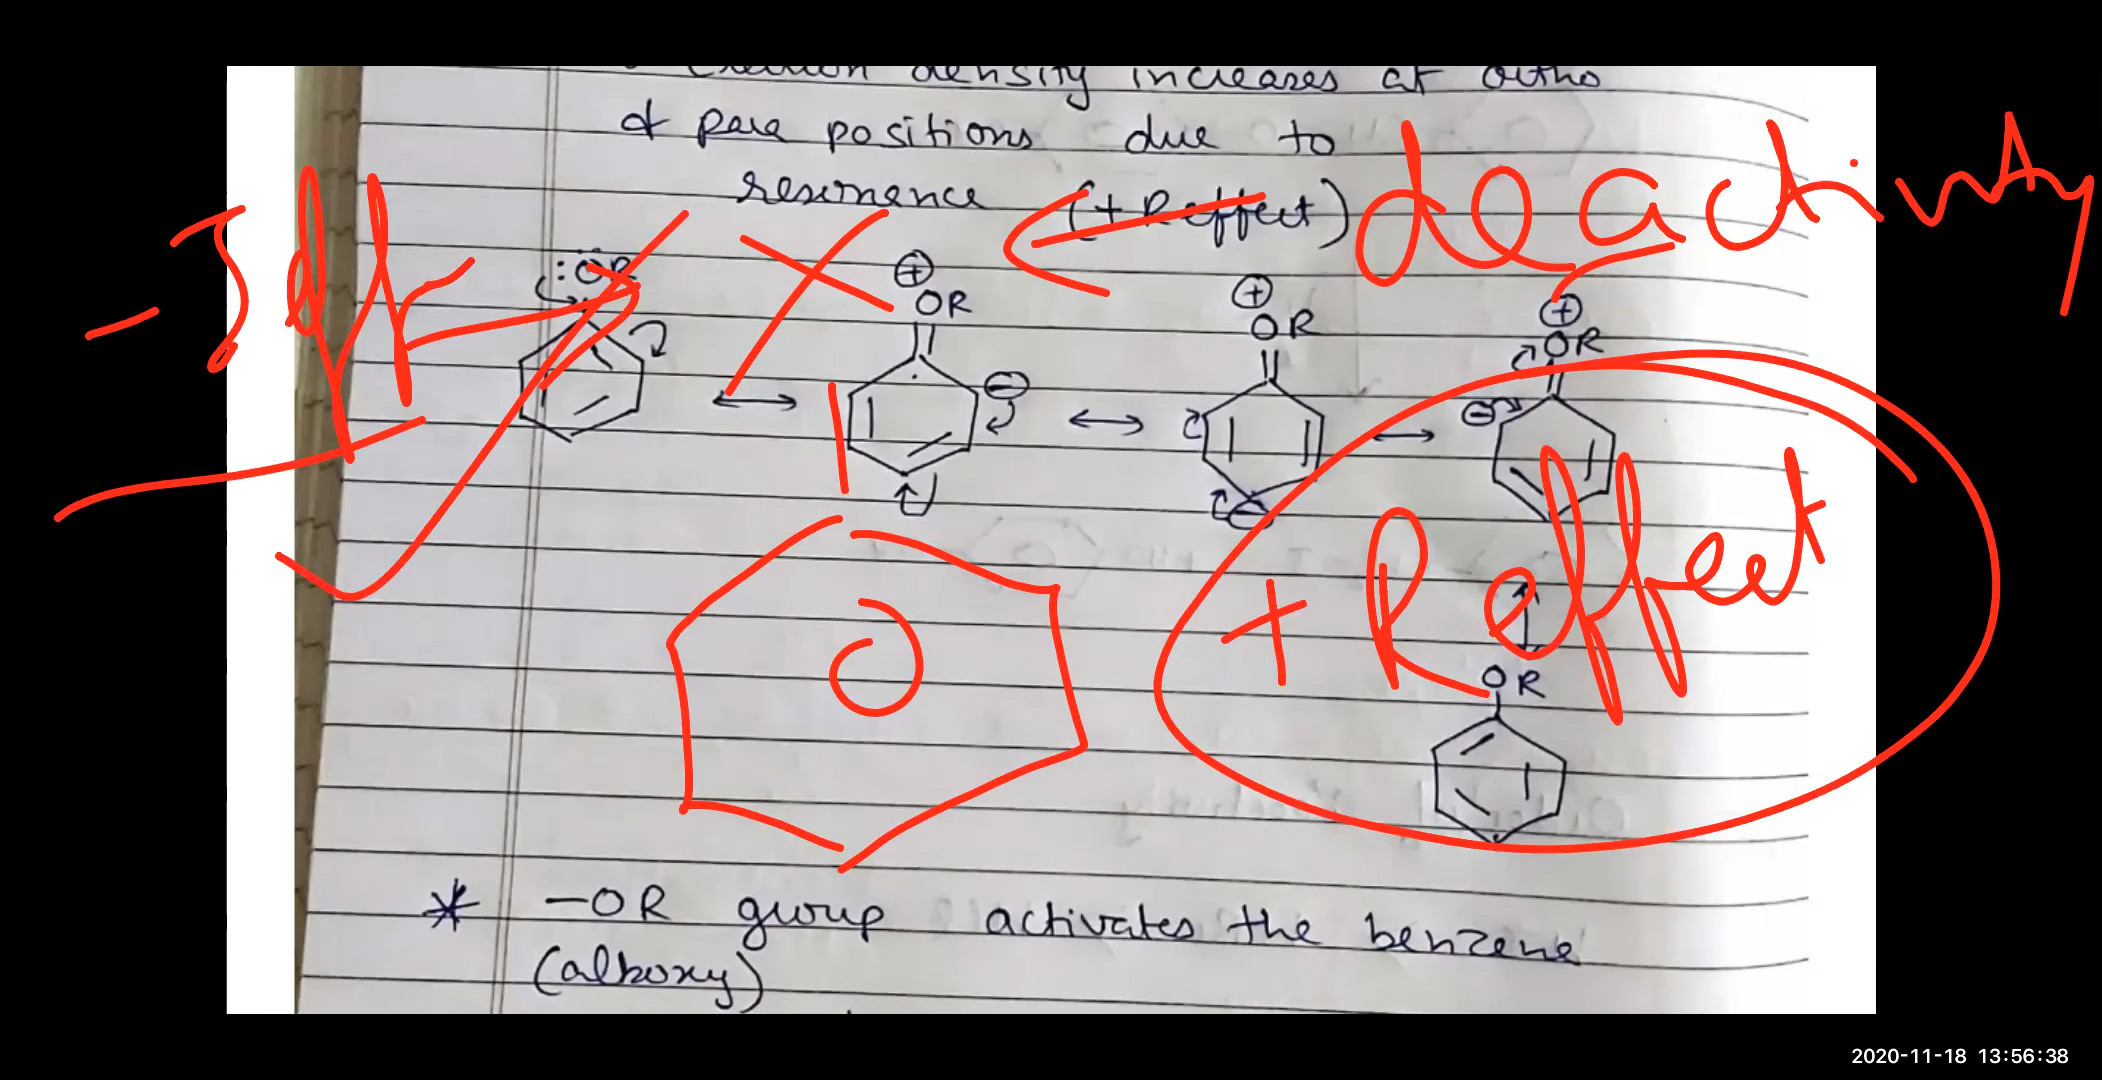 Electron density increases at ortho
& para positions due to
resonance (+ R effect)
deactivity
- I eff
:OR
⊕
OR
⊖
⊕
OR
⊖
⊕
OR
⊖
+ R effect
OR
* -OR group activates the benzene
(alkoxy)
2020-11-18 13:56:38